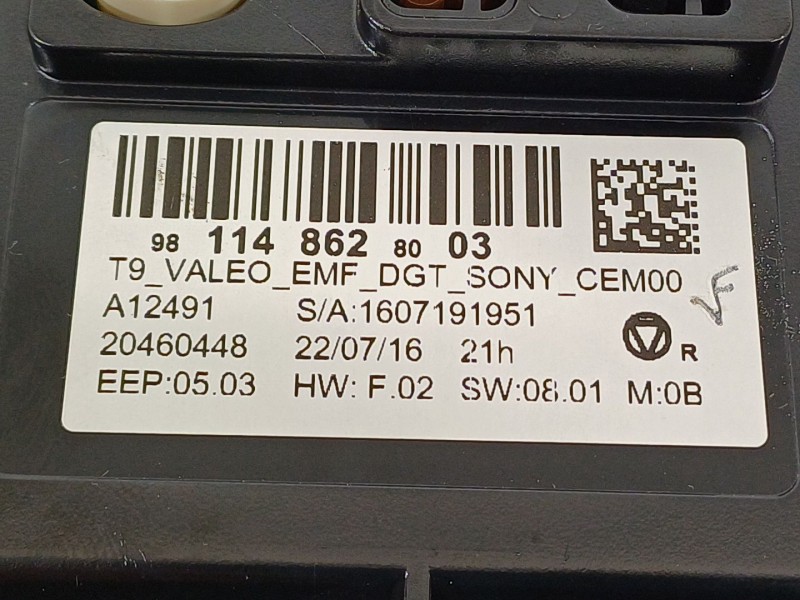 98 114 862 80 03
T9_VALEO_EMF_DGT_SONY_CEM00
A12491 S/A:1607191951
20460448 22/07/16 21h R
EEP:05.03 HW: F.02 SW:08.01 M:0B